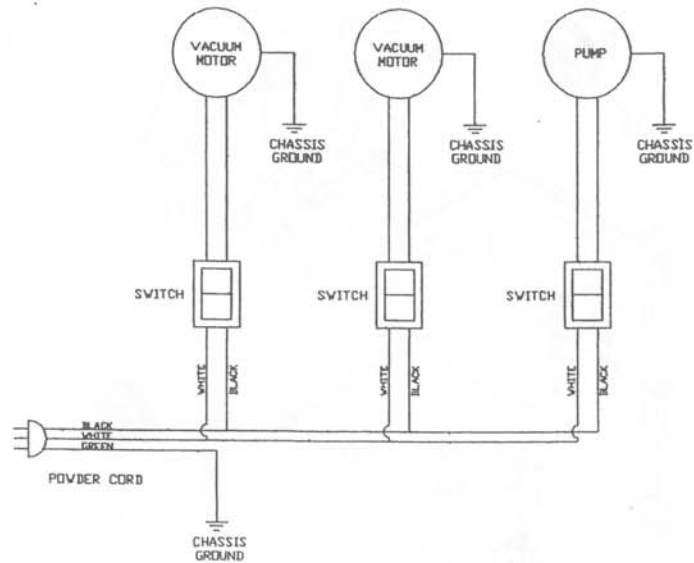 VACUUM
MOTOR
VACUUM
MOTOR
PUMP
CHASSIS
GROUND
CHASSIS
GROUND
CHASSIS
GROUND
SWITCH
SWITCH
SWITCH
WHITE
BLACK
WHITE
BLACK
WHITE
BLACK
BLACK
WHITE
GREEN
POWDER CORD
CHASSIS
GROUND